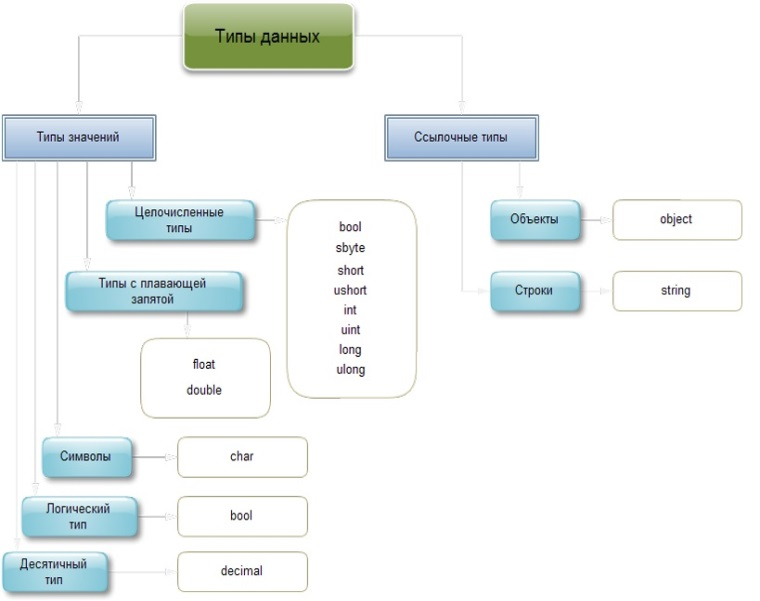 Типы данных
Типы значений
Ссылочные типы
Целочисленные
типы
bool
sbyte
short
ushort
int
uint
long
ulong
Объекты
object
Типы с плавающей
запятой
Строки
string
float
double
Символы
char
Логический
тип
bool
Десятичный
тип
decimal